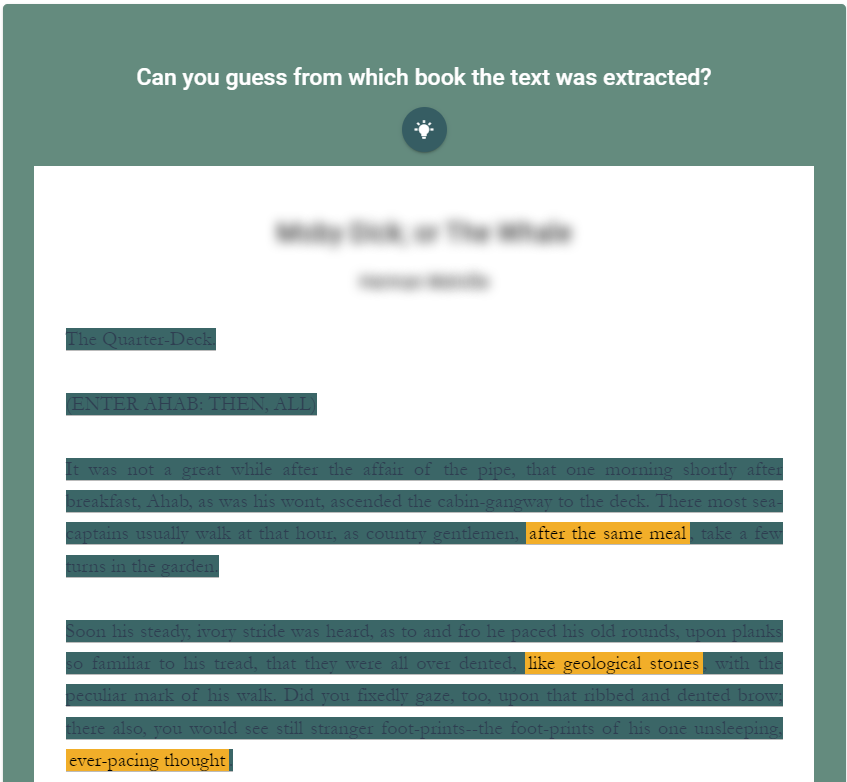 Can you guess from which book the text was extracted?
Moby Dick; or The Whale
Herman Melville
The Quarter-Deck.
(ENTER AHAB: THEN, ALL)
It was not a great while after the affair of the pipe, that one morning shortly after
breakfast, Ahab, as was his wont, ascended the cabin-gangway to the deck. There most sea-
captains usually walk at that hour, as country gentlemen, after the same meal, take a few
turns in the garden.
Soon his steady, ivory stride was heard, as to and fro he paced his old rounds, upon planks
so familiar to his tread, that they were all over dented, like geological stones, with the
peculiar mark of his walk. Did you fixedly gaze, too, upon that ribbed and dented brow;
there also, you would see still stranger foot-prints--the foot-prints of his one unsleeping,
ever-pacing thought.